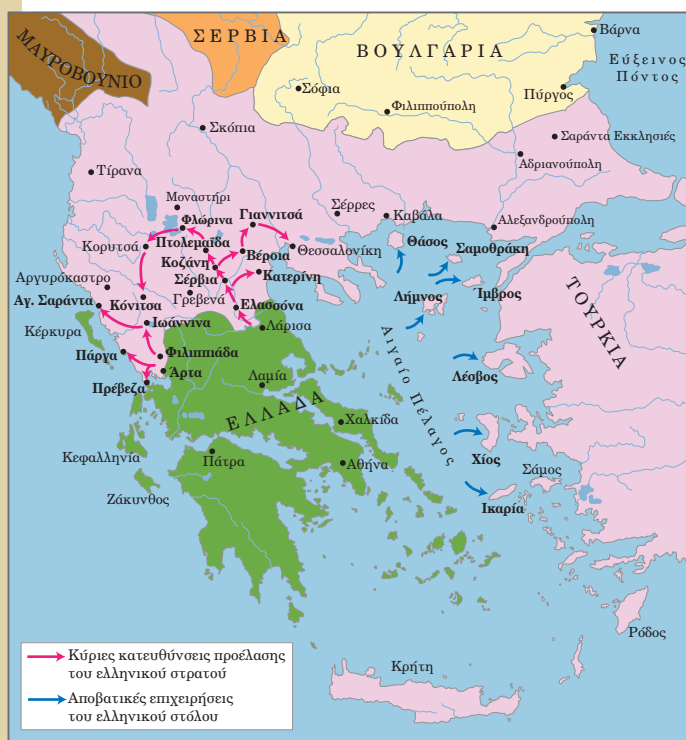 ΣΕΡΒΙΑ
ΜΑΥΡΟΒΟΥΝΙΟ
ΒΟΥΛΓΑΡΙΑ
Βάρνα
Εύξεινος
Πόντος
Σόφια
Πύργος
Φιλιππούπολη
Σκόπια
Σαράντα Εκκλησιές
Αδριανούπολη
Τίρανα
Μοναστήρι
Σέρρες
Καβάλα
Αλεξανδρούπολη
Φλώρινα
Γιαννιτσά
Κορυτσά
Πτολεμαΐδα
Βέροια
Θεσσαλονίκη
Θάσος
Σαμοθράκη
Κοζάνη
Κατερίνη
Αργυρόκαστρο
Σέρβια
Γρεβενά
Ίμβρος
Αγ. Σαράντα
Κόνιτσα
Ελασσόνα
Λήμνος
ΤΟΥΡΚΙΑ
Κέρκυρα
Ιωάννινα
Λάρισα
Πάργα
Φιλιππιάδα
Άρτα
Αιγαίο Πέλαγος
Λέσβος
Πρέβεζα
Λαμία
ΕΛΛΑΔΑ
Χαλκίδα
Κεφαλληνία
Πάτρα
Αθήνα
Χίος
Σάμος
Ζάκυνθος
Ικαρία
Ρόδος
Κρήτη
Κύριες κατευθύνσεις προέλασης
του ελληνικού στρατού
Αποβατικές επιχειρήσεις
του ελληνικού στόλου